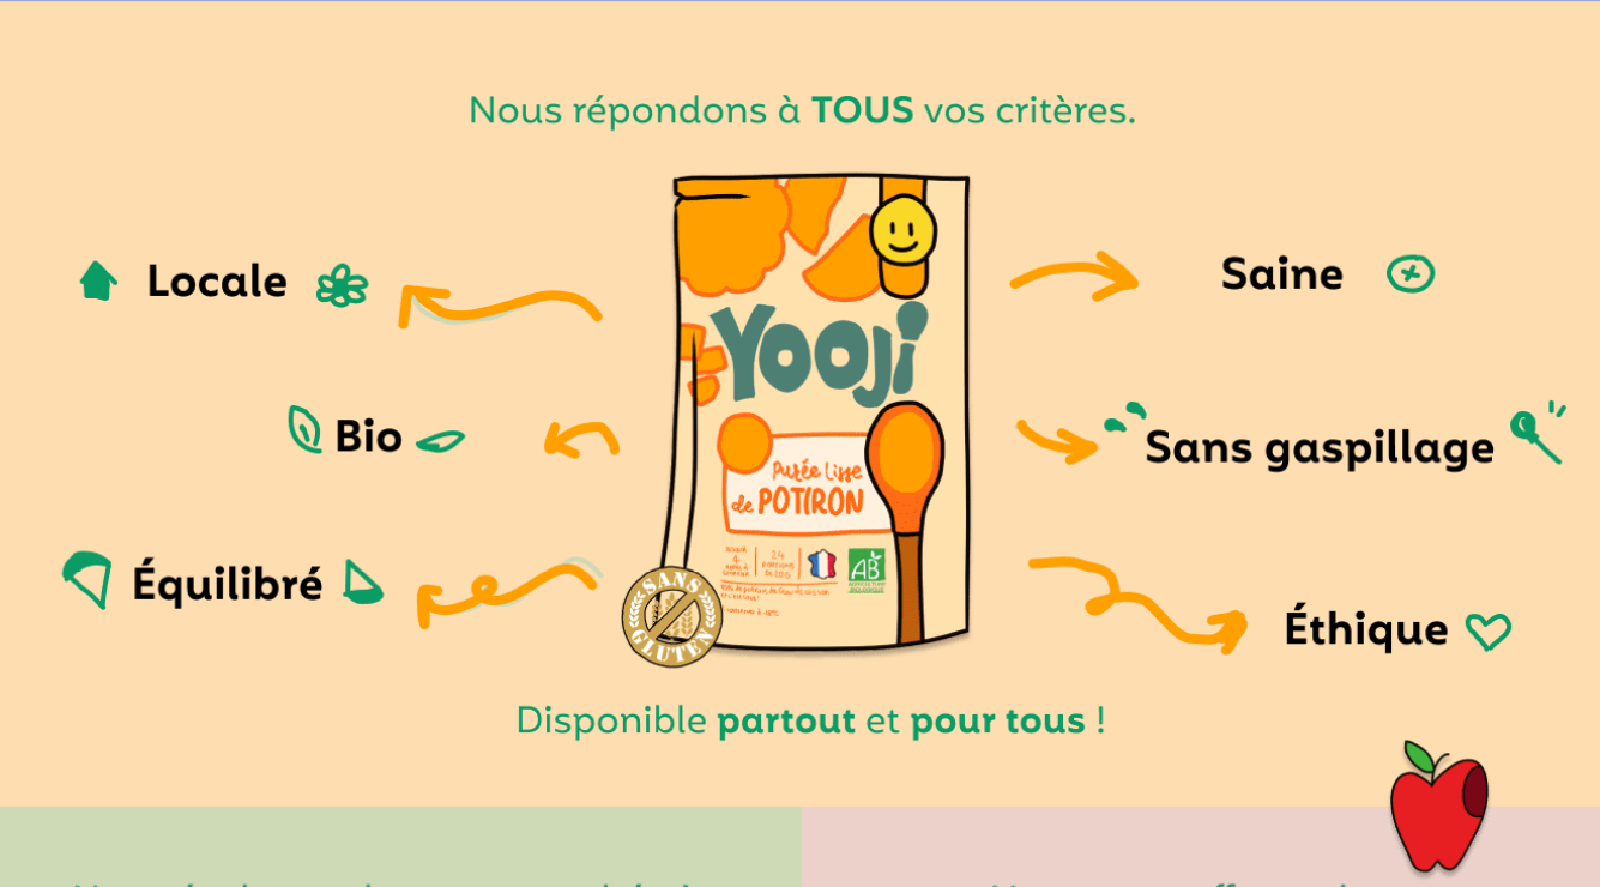 Nous répondons à TOUS vos critères.
Locale
Saine
Yooji
Bio
Sans gaspillage
Purée lisse
de POTIRON
24
AB
Équilibré
SANS
GLUTEN
Éthique
Disponible partout et pour tous !